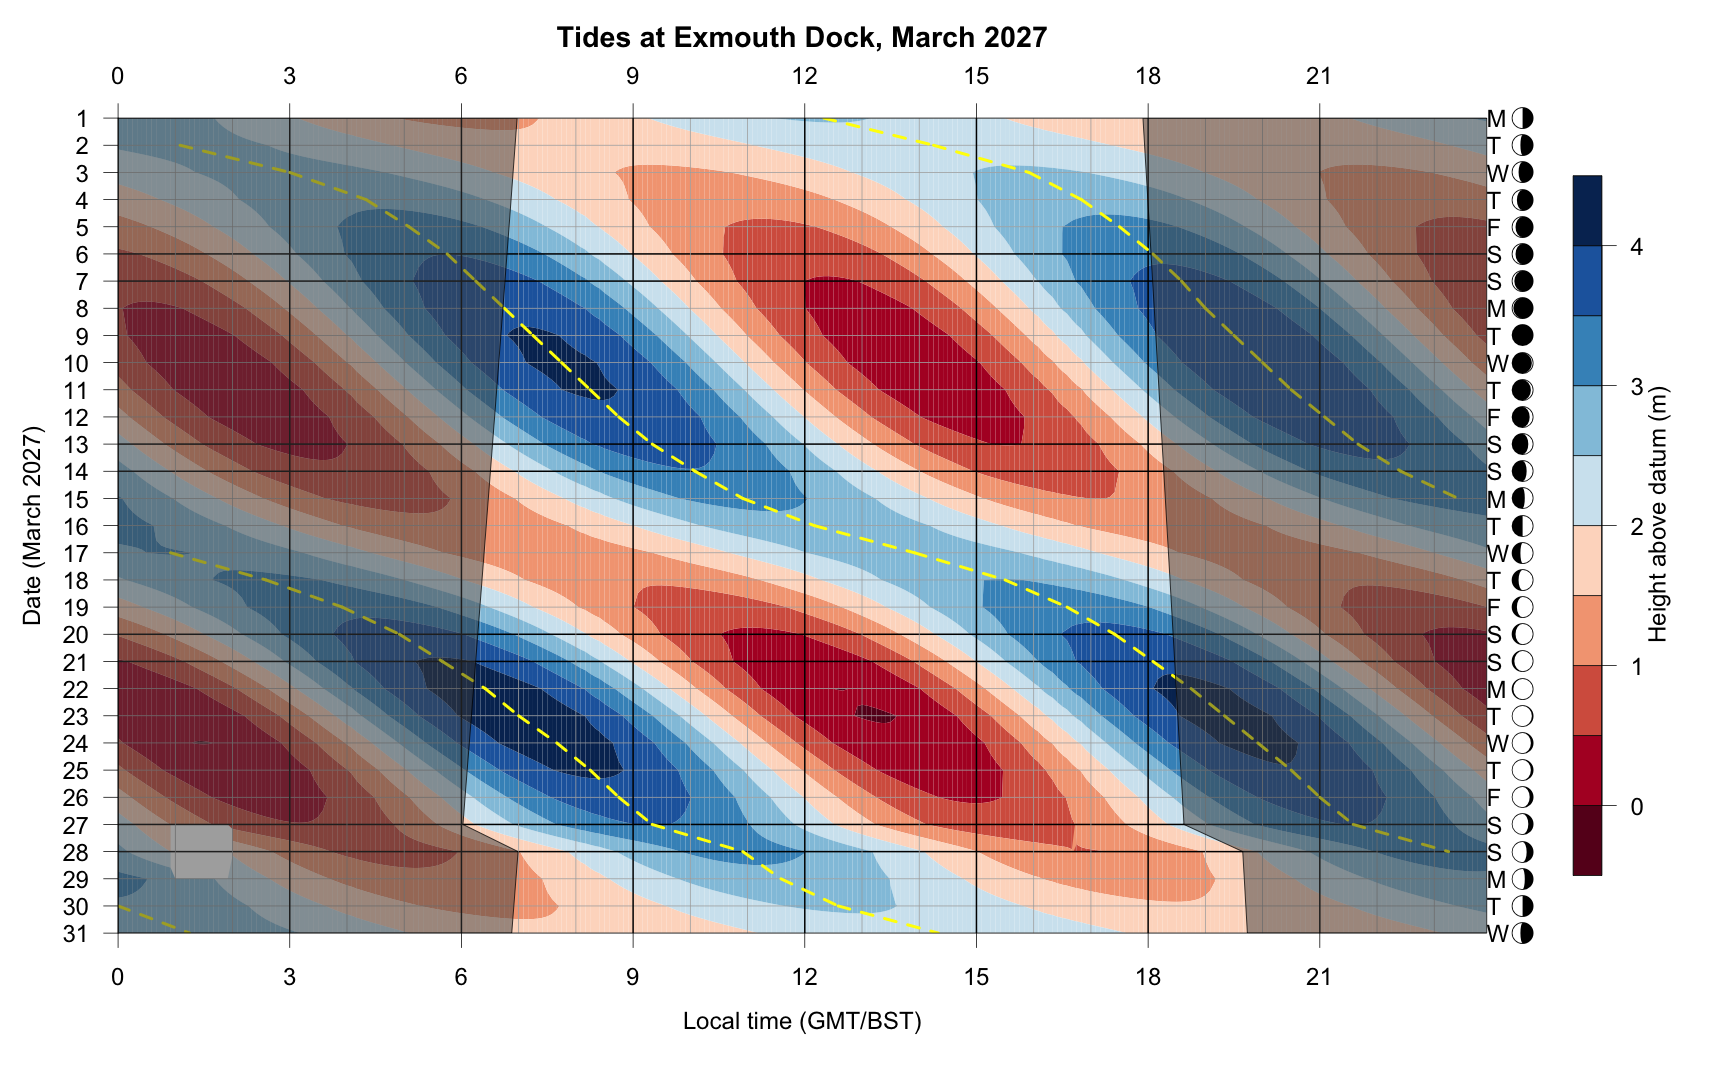 Tides at Exmouth Dock, March 2027
0 3 6 9 12 15 18 21
1 M
2 T
3 W
4 T
5 F
6 S
7 S
8 M
9 T
10 W
11 T
12 F
13 S
14 S
15 M
16 T
17 W
18 T
19 F
20 S
21 S
22 M
23 T
24 W
25 T
26 F
27 S
28 S
29 M
30 T
31 W
Date (March 2027)
0 3 6 9 12 15 18 21
Local time (GMT/BST)
4
3
2
1
0
Height above datum (m)